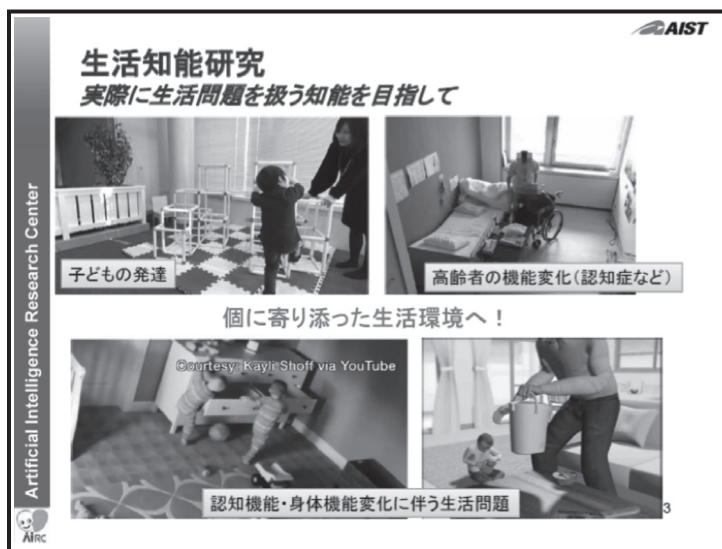 AIST
生活知能研究
実際に生活問題を扱う知能を目指して
子どもの発達
高齢者の機能変化(認知症など)
個に寄り添った生活環境へ!
Courtesy: Kayli Shoff via YouTube
認知機能・身体機能変化に伴う生活問題
3
Artificial Intelligence Research Center
AIRC